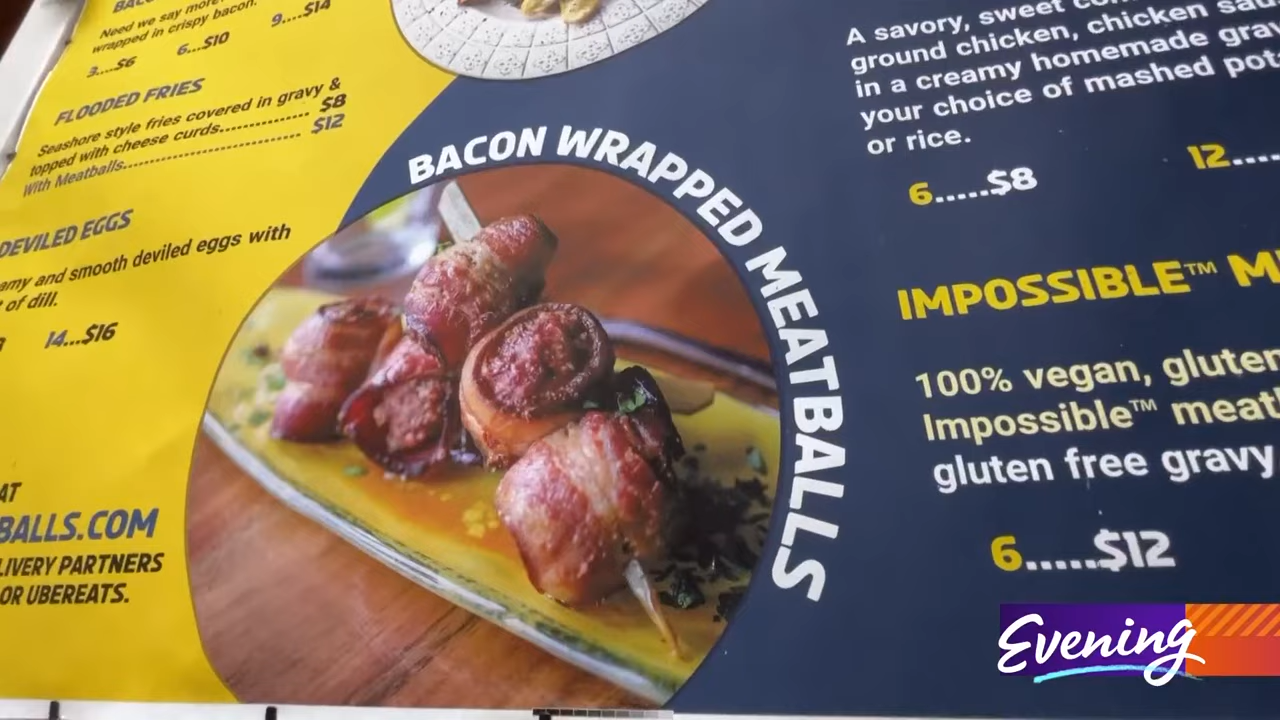 Need we say more
wrapped in crispy bacon.
3....$6 6....$10 9....$14
FLOODED FRIES
Seashore style fries covered in gravy &
topped with cheese curds................ $8
With Meatballs................................ $12
DEVILED EGGS
and smooth deviled eggs with
of dill.
14...$16
AT
BALLS.COM
PARTNERS
OR UBEREATS.
BACON WRAPPED MEATBALLS
A savory, sweet
ground chicken, chicken
in a creamy homemade
your choice of mashed
or rice.
6.....$8 12....
IMPOSSIBLE™
100% vegan, gluten
Impossible™
gluten free gravy
6.....$12
Evening